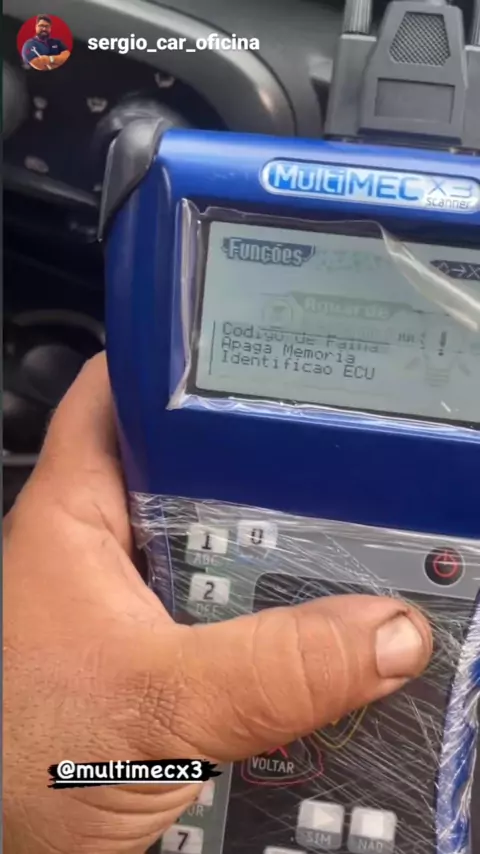 sergio_car_oficina
MultiMEC X3
scanner
Funções
Aguarde
Codigo de Falha
Apaga Memoria
Identificao ECU
1
0
ABC
2
DEF
@multimecx3
VOLTAR
7
SIM
NAO